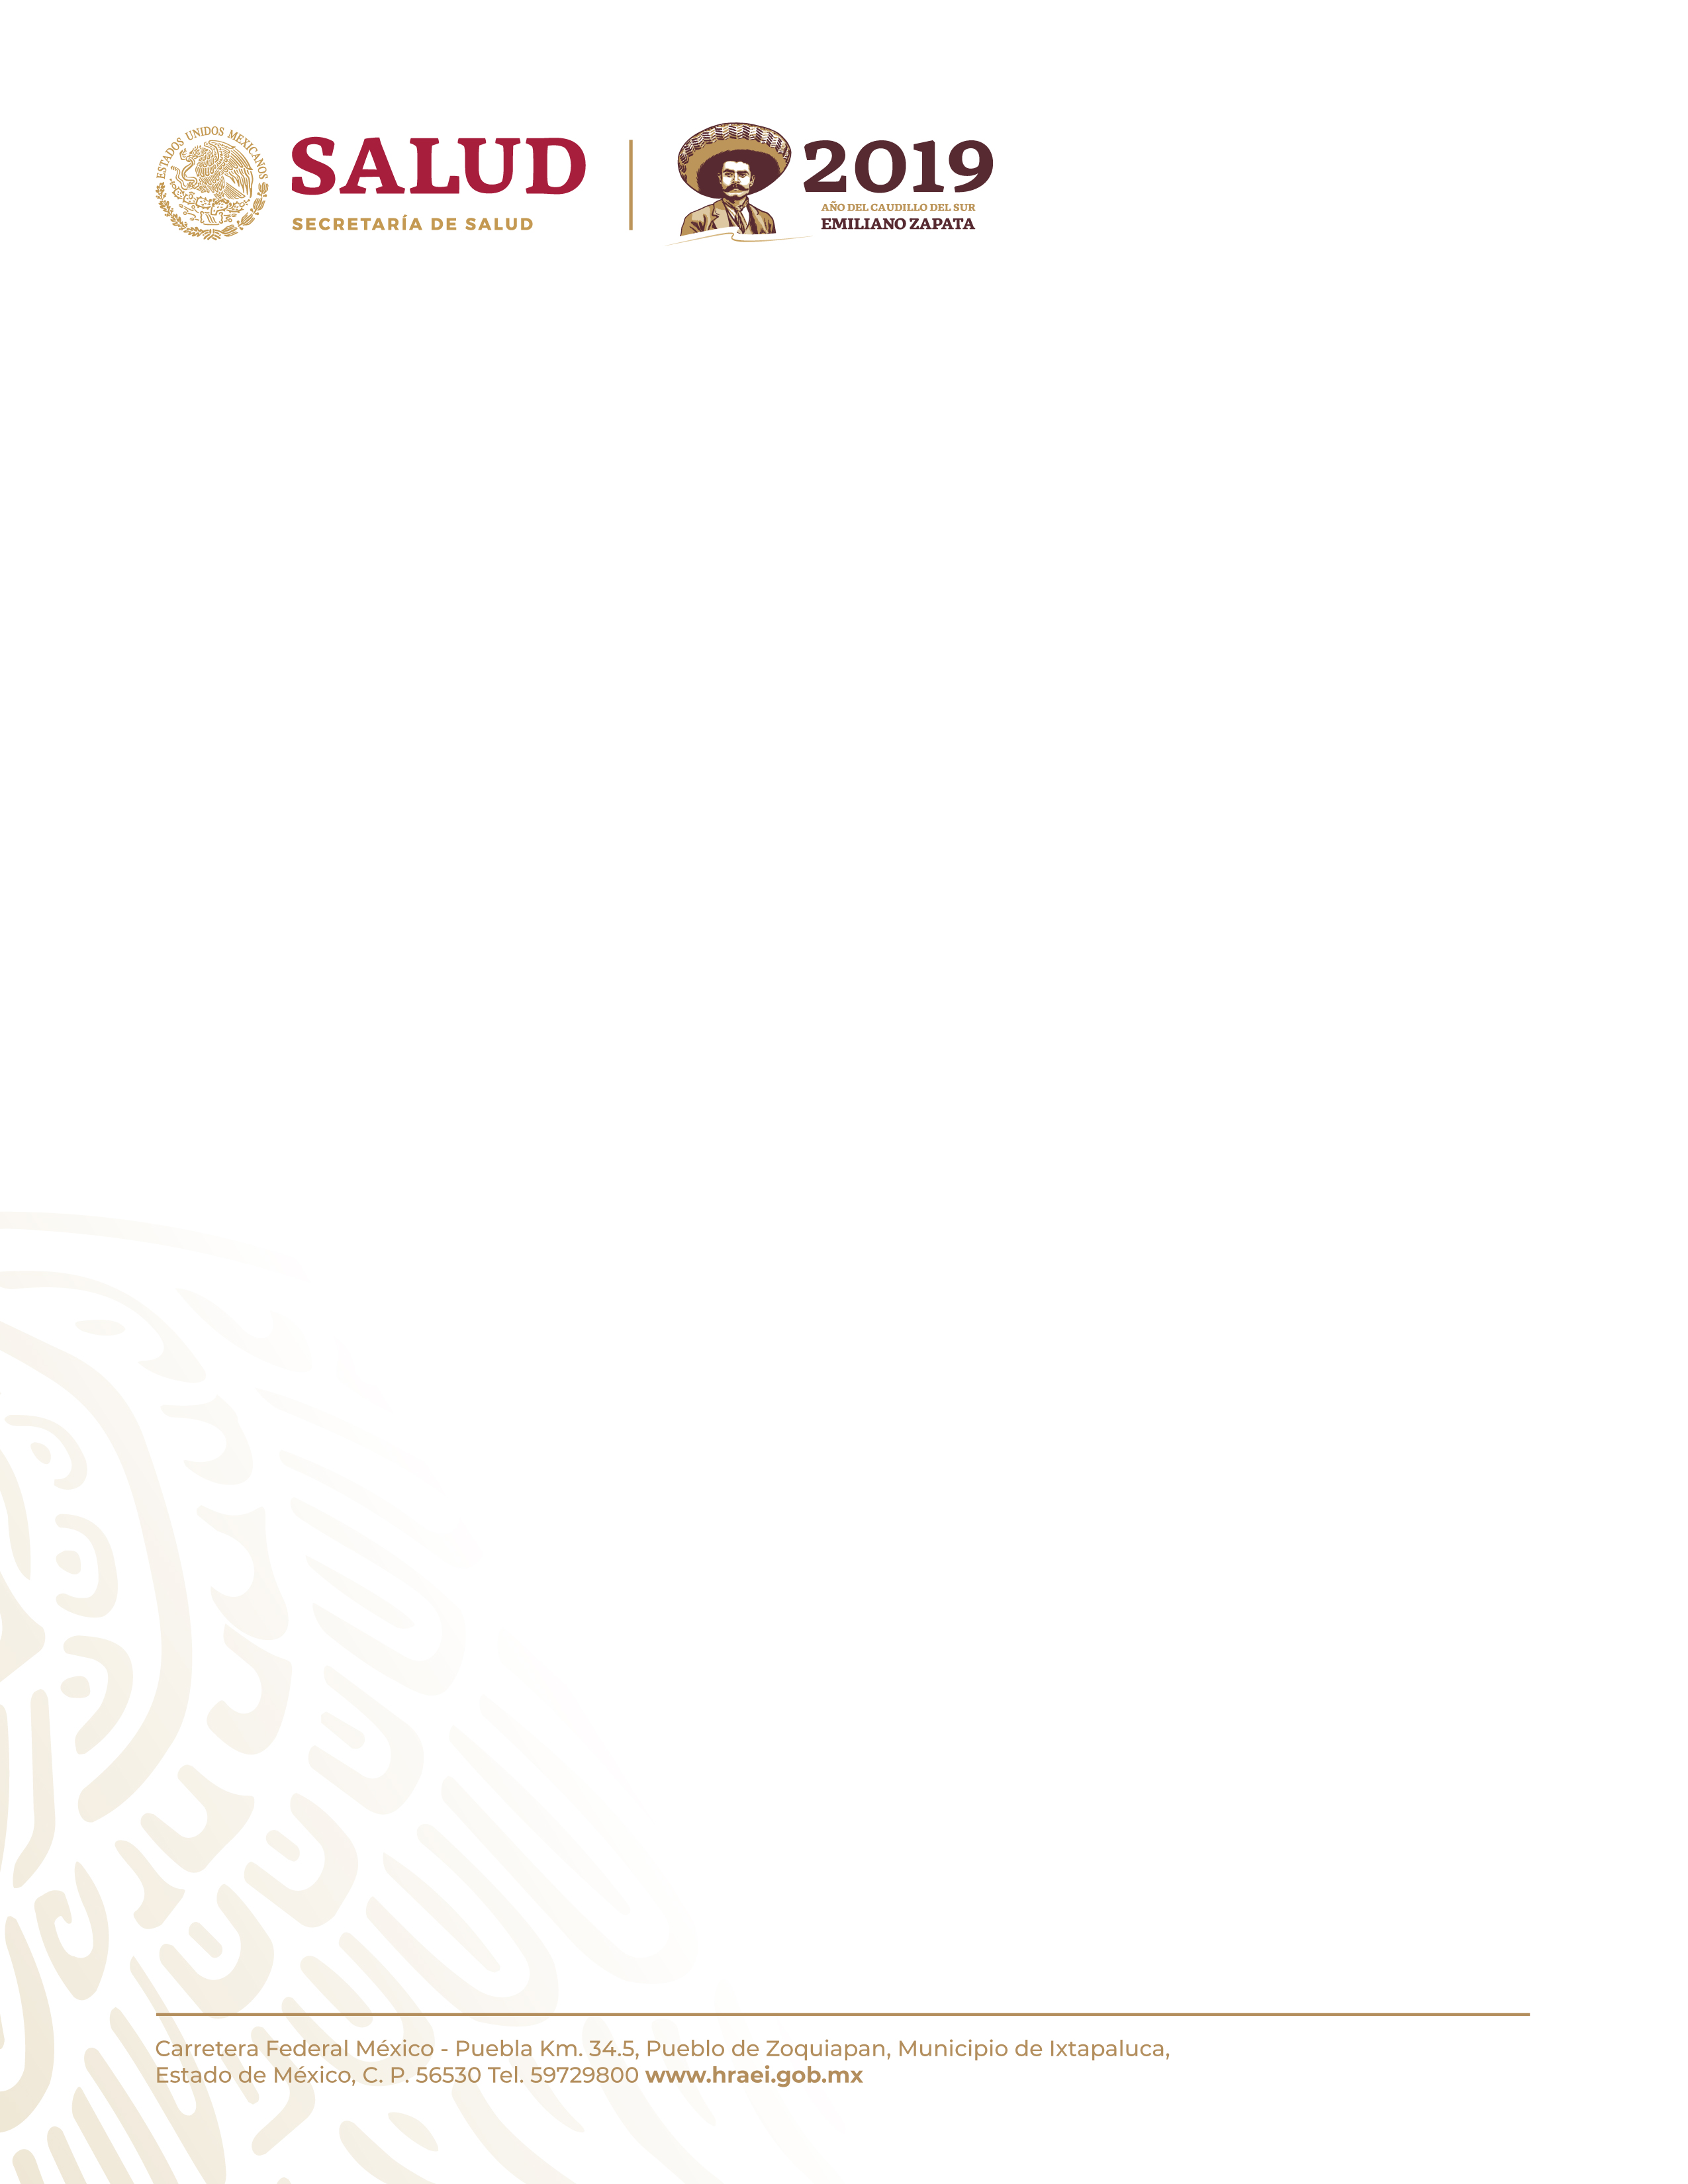 ESTADOS UNIDOS MEXICANOS
SALUD
SECRETARÍA DE SALUD
2019
AÑO DEL CAUDILLO DEL SUR
EMILIANO ZAPATA
Carretera Federal México - Puebla Km. 34.5, Pueblo de Zoquiapan, Municipio de Ixtapaluca,
Estado de México, C. P. 56530 Tel. 59729800 www.hraei.gob.mx